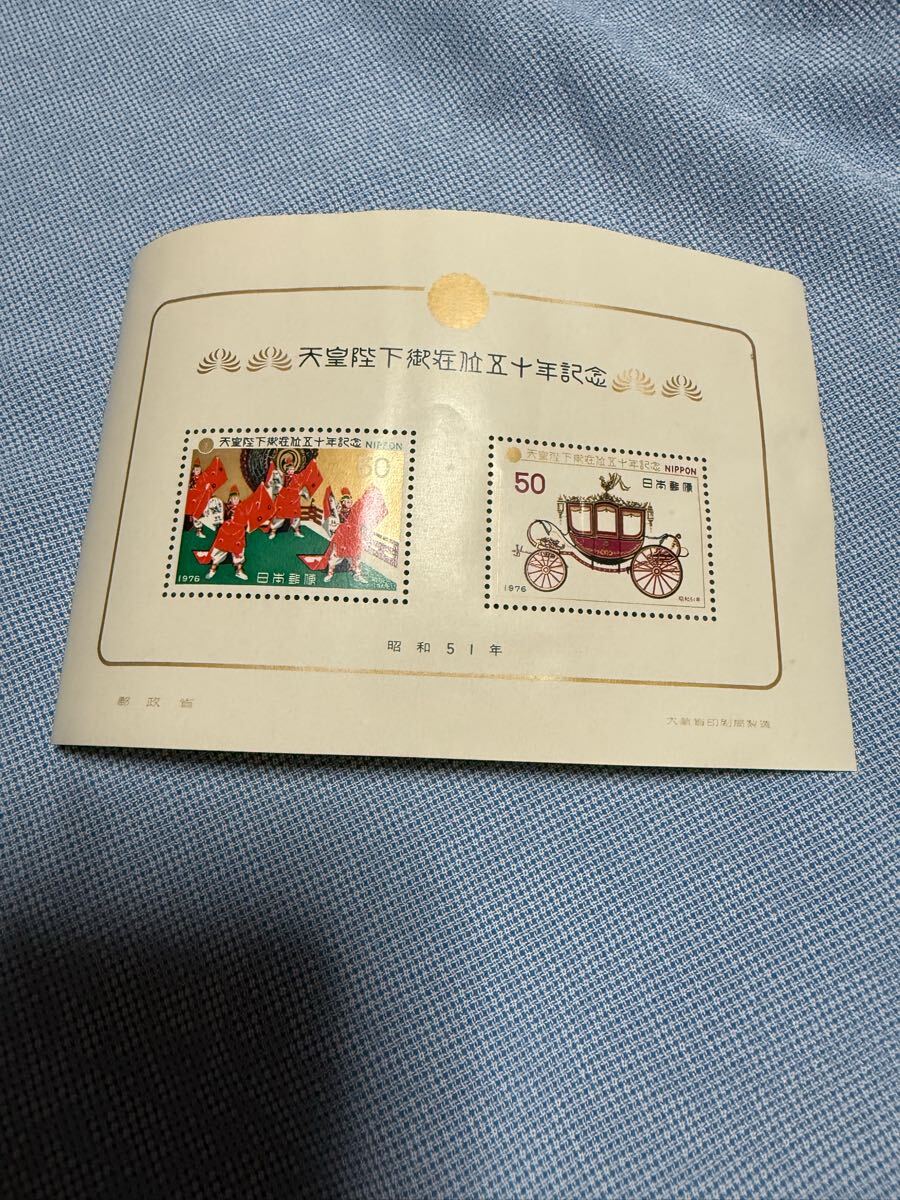 天皇陛下御在位五十年記念
天皇陛下御在位五十年記念 NIPPON
50
1976
日本郵便
天皇陛下御在位五十年記念 NIPPON
50
日本郵便
1976
昭和51年
昭和51年
郵政省
大蔵省印刷局製造